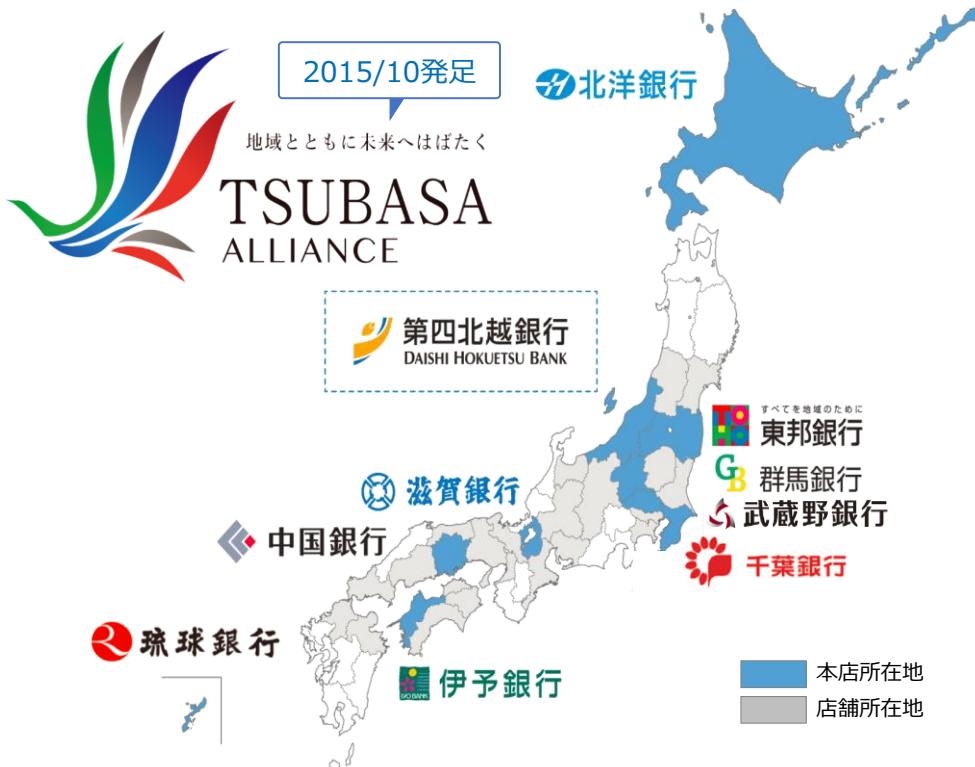 2015/10発足
地域とともに未来へはばたく
TSUBASA
ALLIANCE
北洋銀行
第四北越銀行
DAISHI HOKUETSU BANK
TOHO
すべてを地域のために
東邦銀行
GB
群馬銀行
武蔵野銀行
千葉銀行
滋賀銀行
中国銀行
琉球銀行
IYO BANK
伊予銀行
本店所在地
店舗所在地